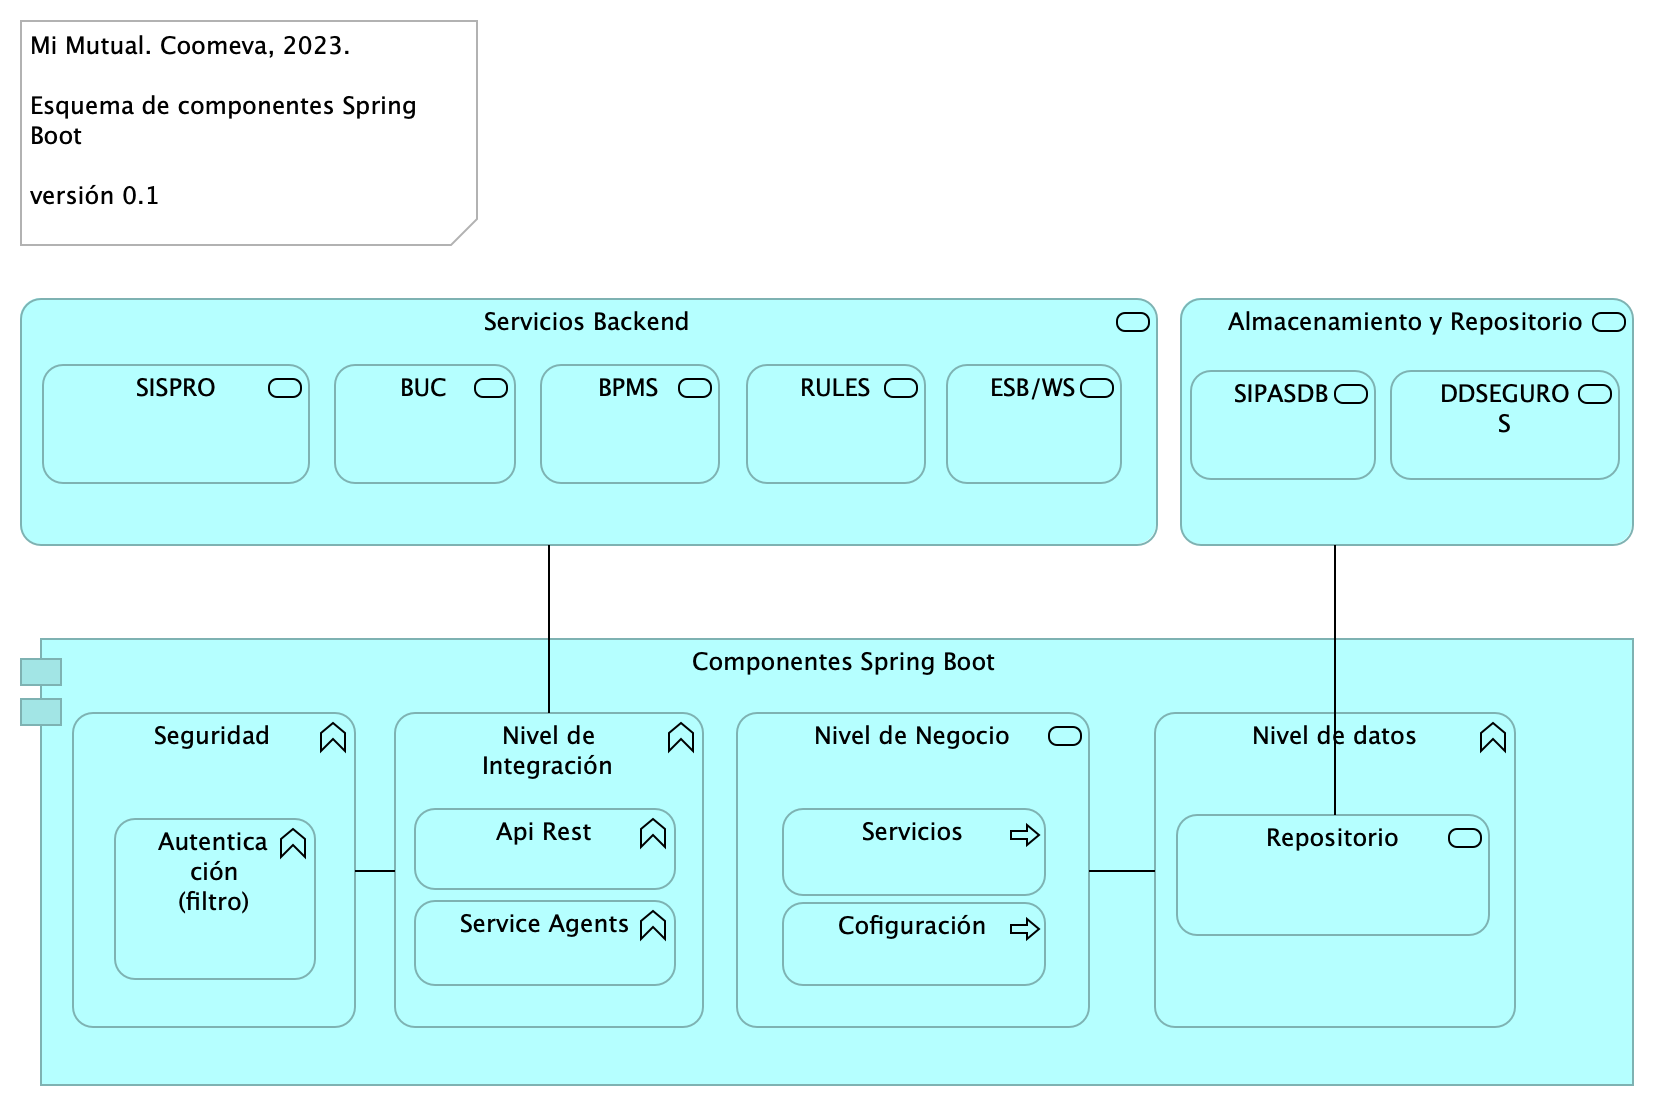 Mi Mutual. Coomeva, 2023.
Esquema de componentes Spring
Boot
versión 0.1
Servicios Backend
SISPRO
BUC
BPMS
RULES
ESB/WS
Almacenamiento y Repositorio
SIPASDB
DDSEGURO
S
Componentes Spring Boot
Seguridad
Autentica
ción
(filtro)
Nivel de
Integración
Api Rest
Service Agents
Nivel de Negocio
Servicios
Cofiguración
Nivel de datos
Repositorio